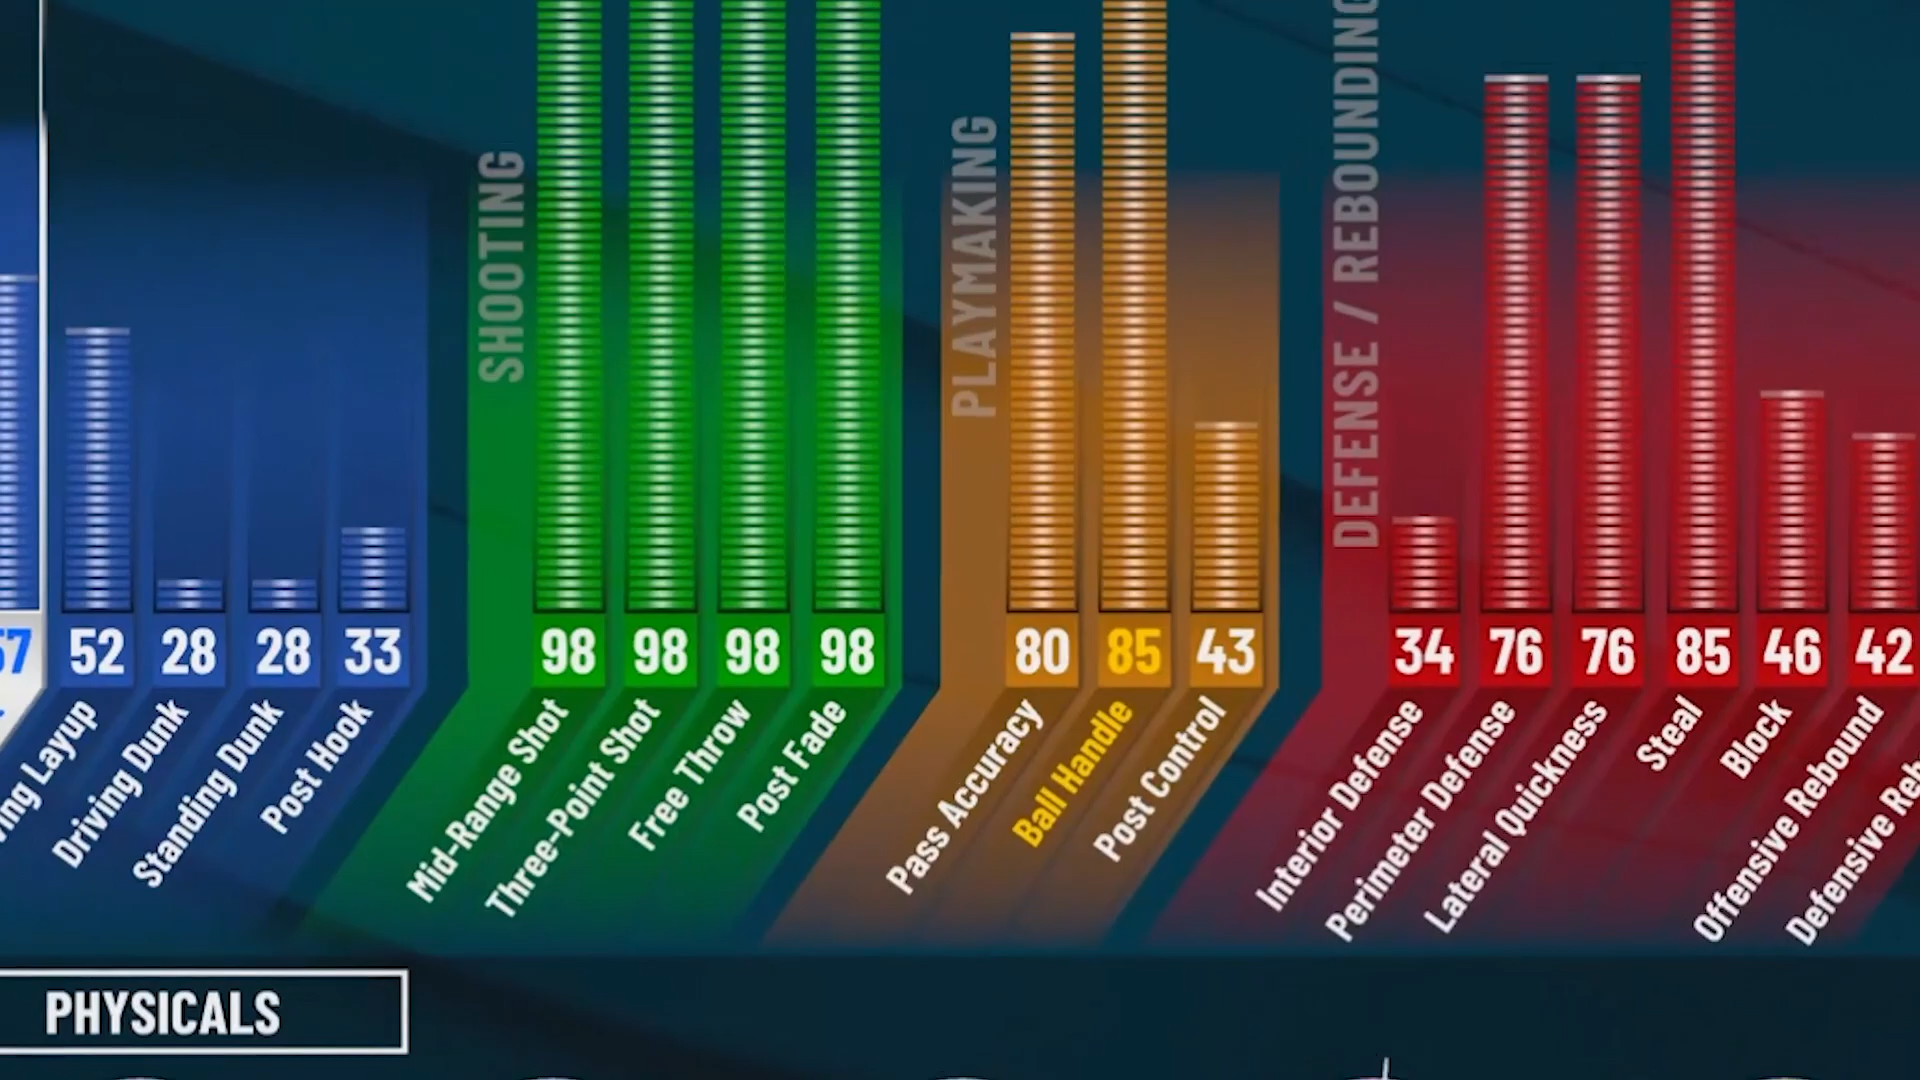 SHOOTING
PLAYMAKING
DEFENSE / REBOUNDING
52 28 28 33 98 98 98 98 80 85 43 34 76 76 85 46 42
Layup
Driving Dunk
Standing Dunk
Post Hook
Mid-Range Shot
Three-Point Shot
Free Throw
Post Fade
Pass Accuracy
Ball Handle
Post Control
Interior Defense
Perimeter Defense
Lateral Quickness
Steal
Block
Offensive Rebound
Defensive
PHYSICALS